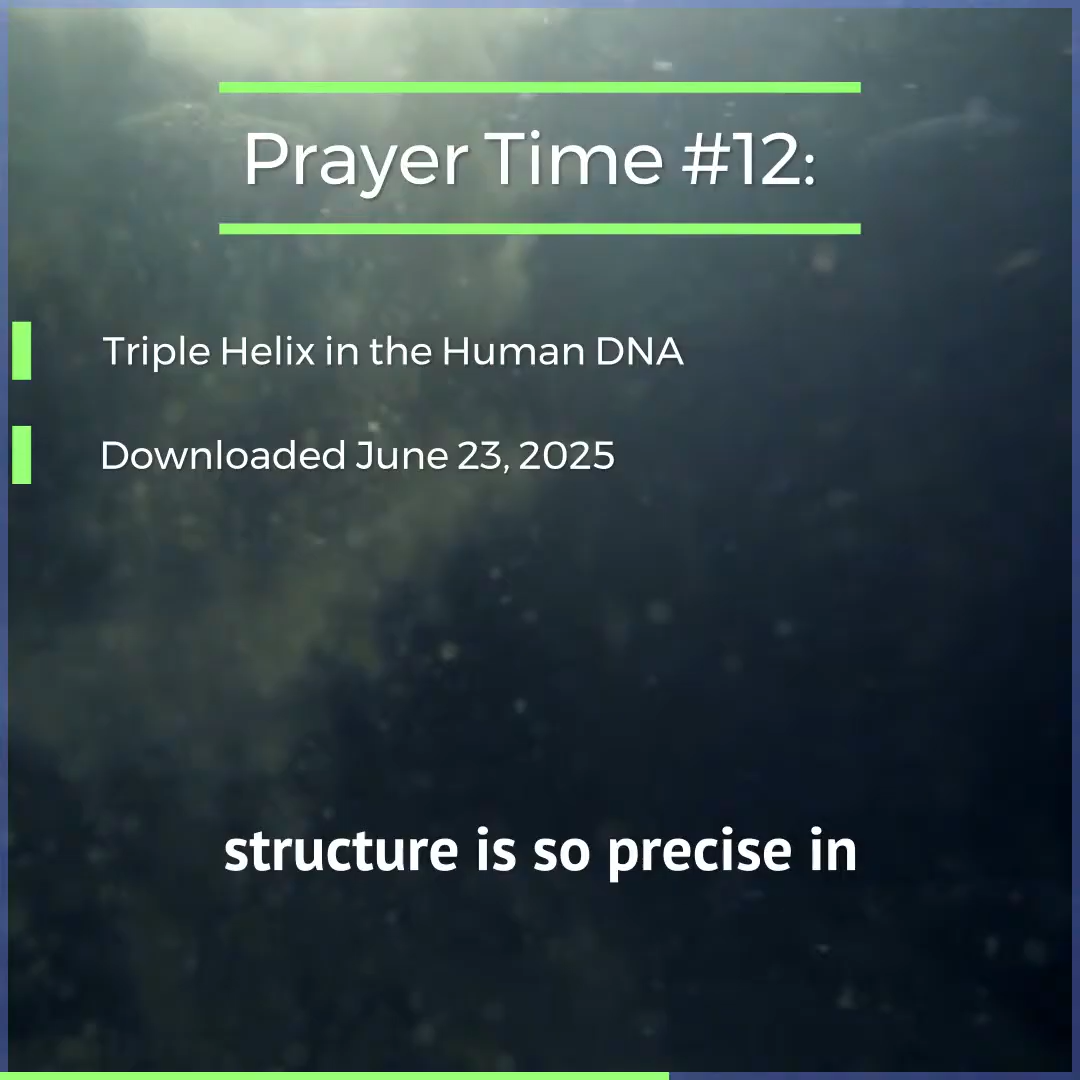 Prayer Time #12:
Triple Helix in the Human DNA
Downloaded June 23, 2025
structure is so precise in